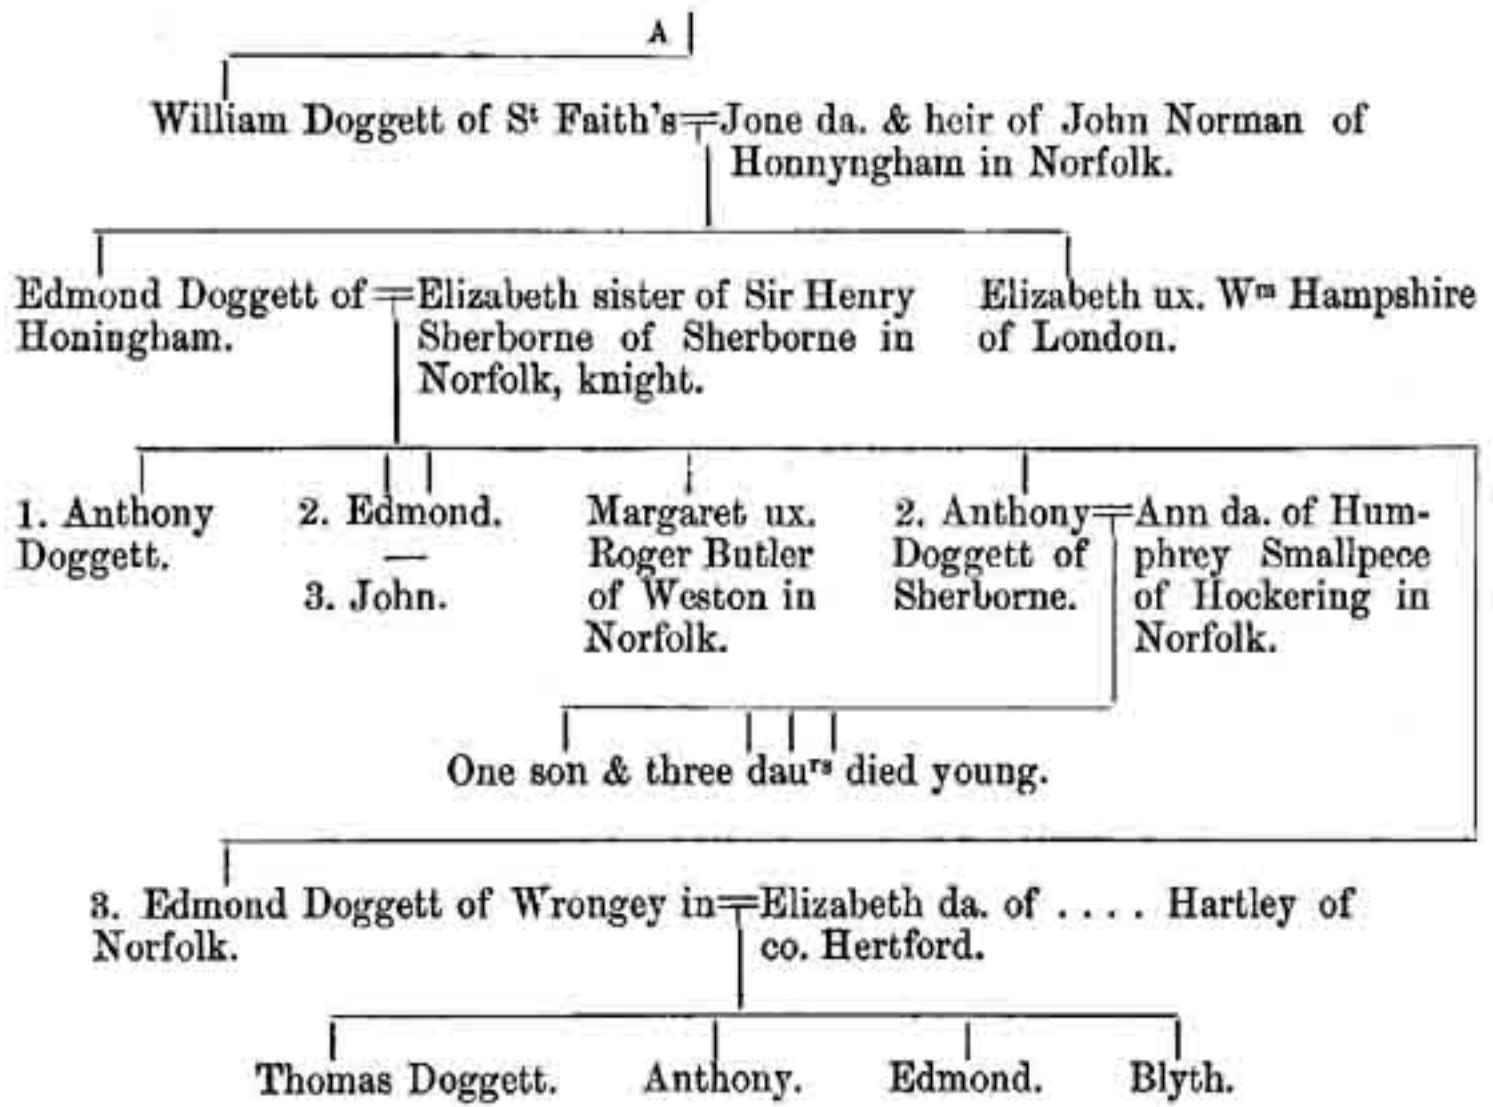 A
William Doggett of Sᵗ Faith's=Jone da. & heir of John Norman of
Honnyngham in Norfolk.
Edmond Doggett of
Honingham.
=Elizabeth sister of Sir Henry
Sherborne of Sherborne in
Norfolk, knight.
Elizabeth ux. Wᵐ Hampshire
of London.
1. Anthony
Doggett.
2. Edmond.
—
3. John.
Margaret ux.
Roger Butler
of Weston in
Norfolk.
2. Anthony=
Doggett of
Sherborne.
Ann da. of Hum-
phrey Smallpece
of Hockering in
Norfolk.
One son & three dauʳˢ died young.
3. Edmond Doggett of Wrongey in=
Norfolk.
Elizabeth da. of .... Hartley of
co. Hertford.
Thomas Doggett.
Anthony.
Edmond.
Blyth.